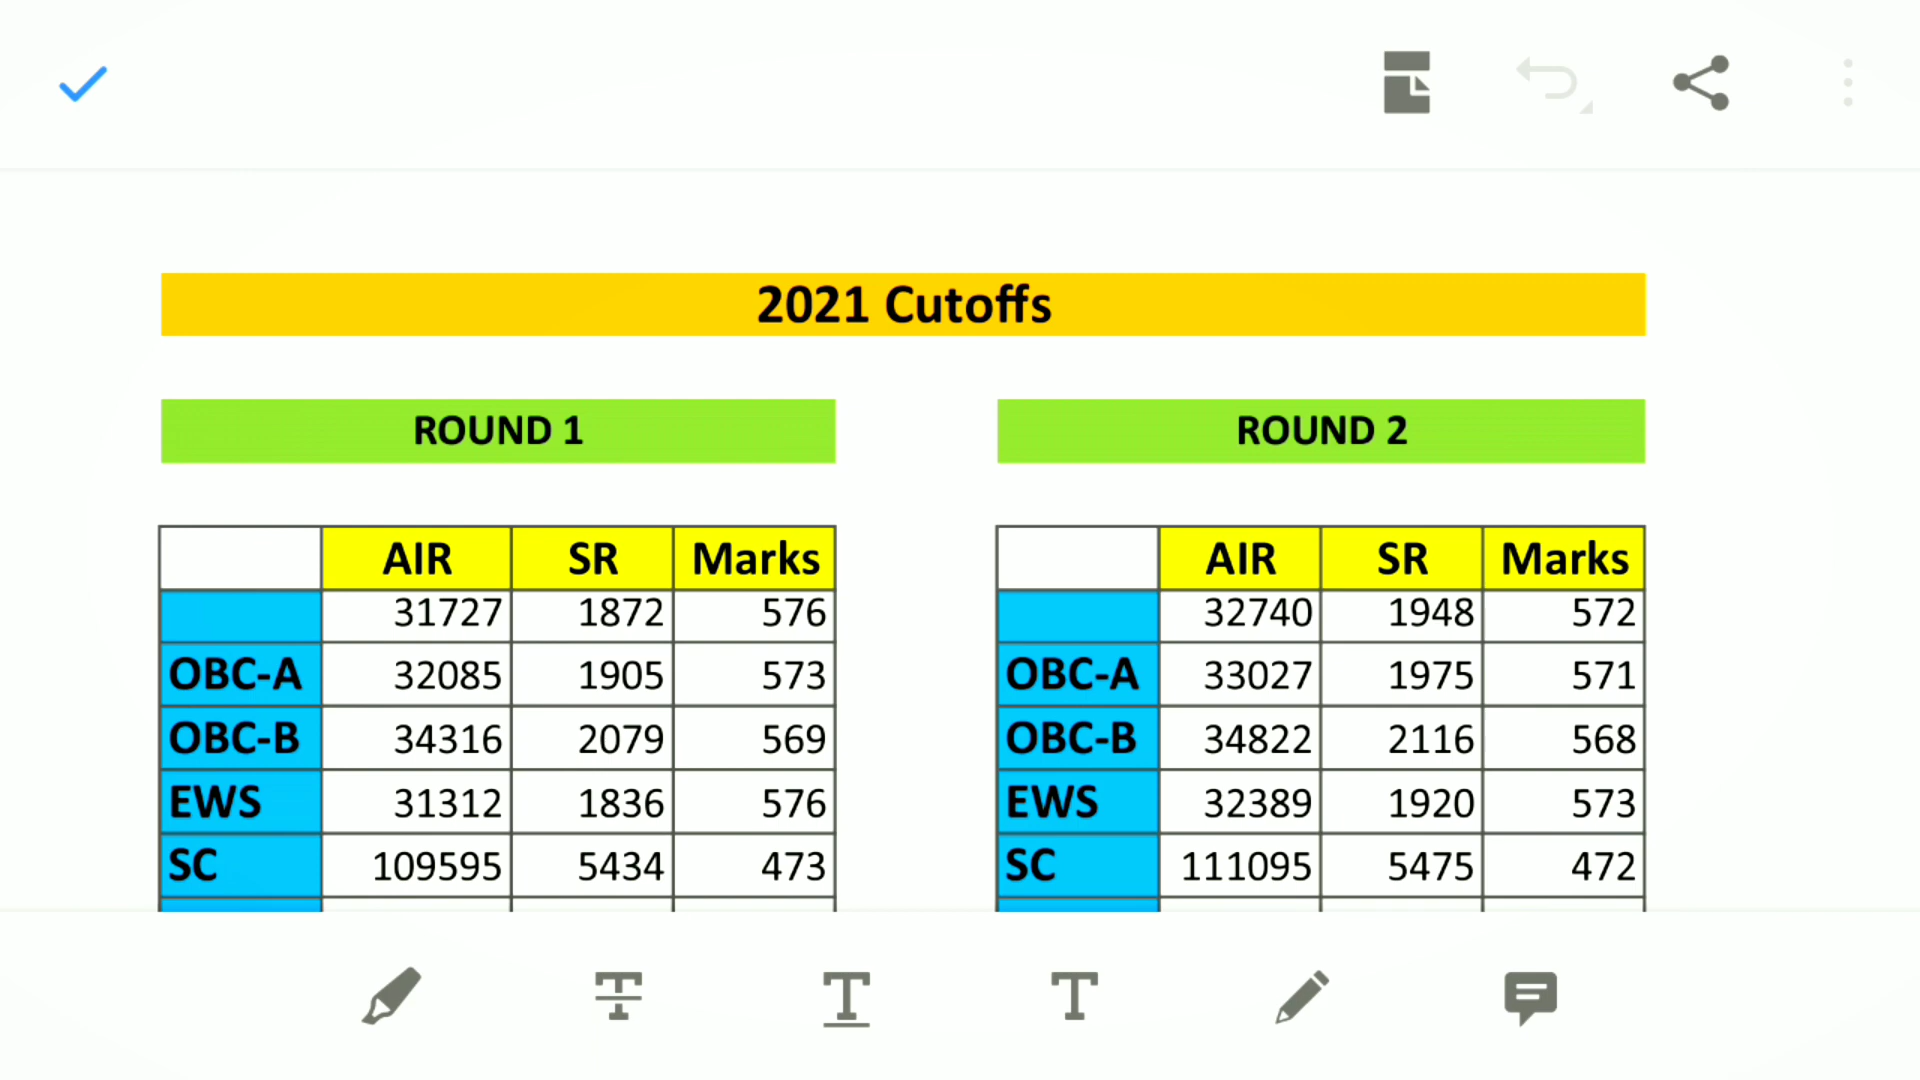 2021 Cutoffs
ROUND 1
ROUND 2
AIR SR Marks
31727 1872 576
OBC-A 32085 1905 573
OBC-B 34316 2079 569
EWS 31312 1836 576
SC 109595 5434 473
AIR SR Marks
32740 1948 572
OBC-A 33027 1975 571
OBC-B 34822 2116 568
EWS 32389 1920 573
SC 111095 5475 472